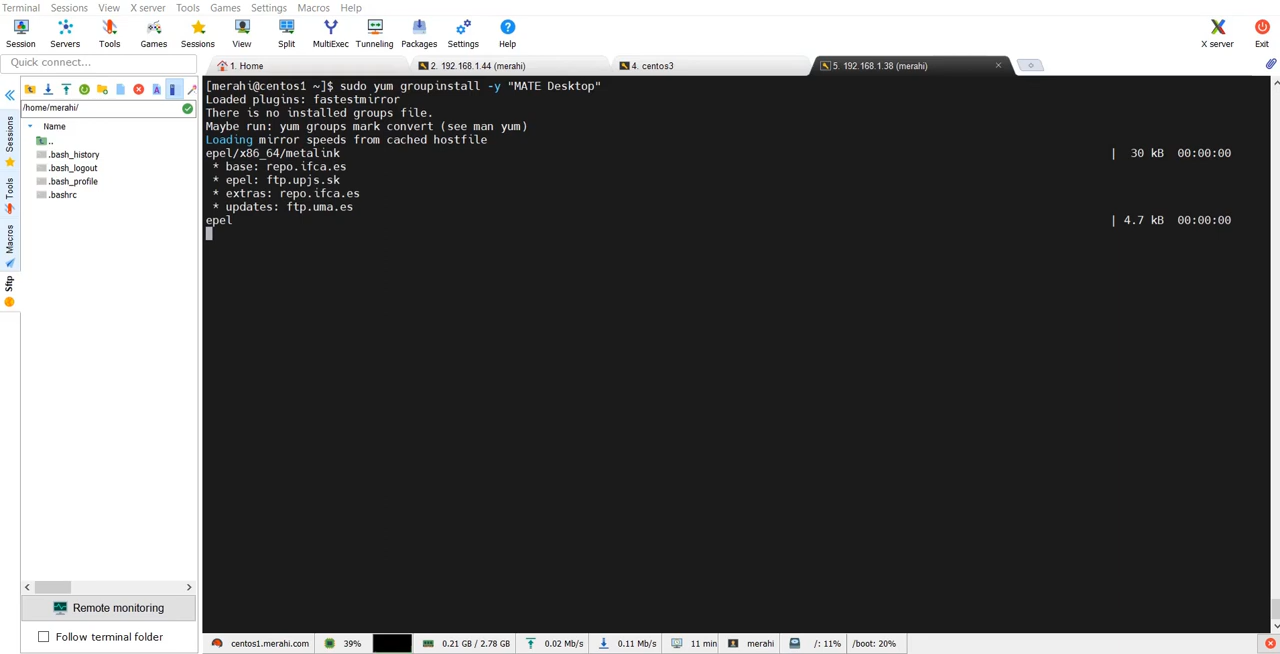 Terminal Sessions View X server Tools Games Settings Macros Help
Session Servers Tools Games Sessions View Split MultiExec Tunneling Packages Settings Help X server Exit
Quick connect...
1. Home
2. 192.168.1.44 (merahi)
4. centos3
5. 192.168.1.38 (merahi)
/home/merahi/
Name
..
.bash_history
.bash_logout
.bash_profile
.bashrc
Sessions
Tools
Macros
Sftp
[merahi@centos1 ~]$ sudo yum groupinstall -y "MATE Desktop"
Loaded plugins: fastestmirror
There is no installed groups file.
Maybe run: yum groups mark convert (see man yum)
Loading mirror speeds from cached hostfile
epel/x86_64/metalink | 30 kB 00:00:00
* base: repo.ifca.es
* epel: ftp.upjs.sk
* extras: repo.ifca.es
* updates: ftp.uma.es
epel | 4.7 kB 00:00:00
Remote monitoring
Follow terminal folder
centos1.merahi.com 39% 0.21 GB / 2.78 GB 0.02 Mb/s 0.11 Mb/s 11 min merahi /: 11% /boot: 20%